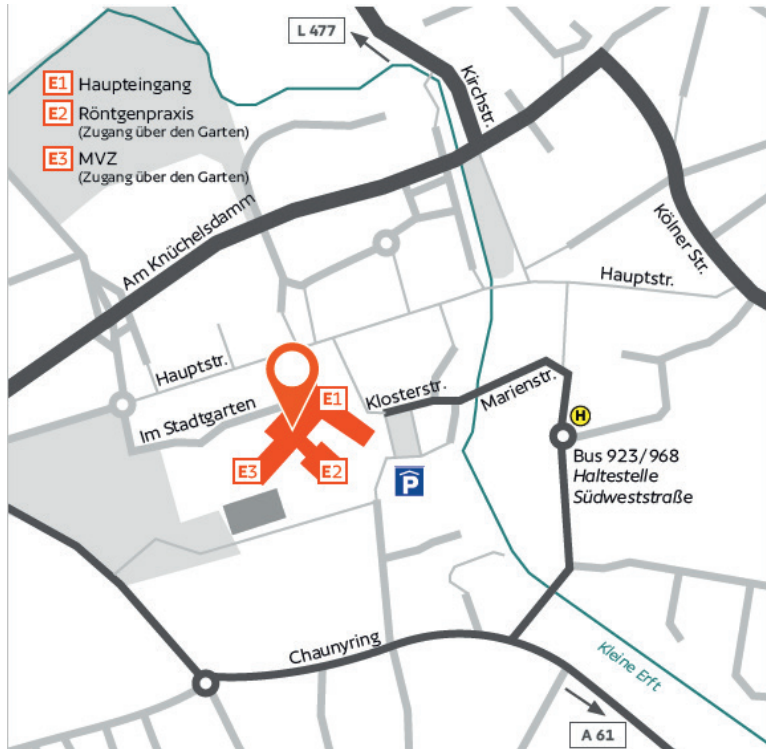 L 477
E1 Haupteingang
E2 Röntgenpraxis
(Zugang über den Garten)
E3 MVZ
(Zugang über den Garten)
Kirchstr.
Am Knüchelsdamm
Kölner Str.
Hauptstr.
Hauptstr.
Im Stadtgarten
E1
Klosterstr.
Marienstr.
H
E3
E2
P
Bus 923/968
Haltestelle
Südweststraße
Chaunyring
Kleine Erft
A 61